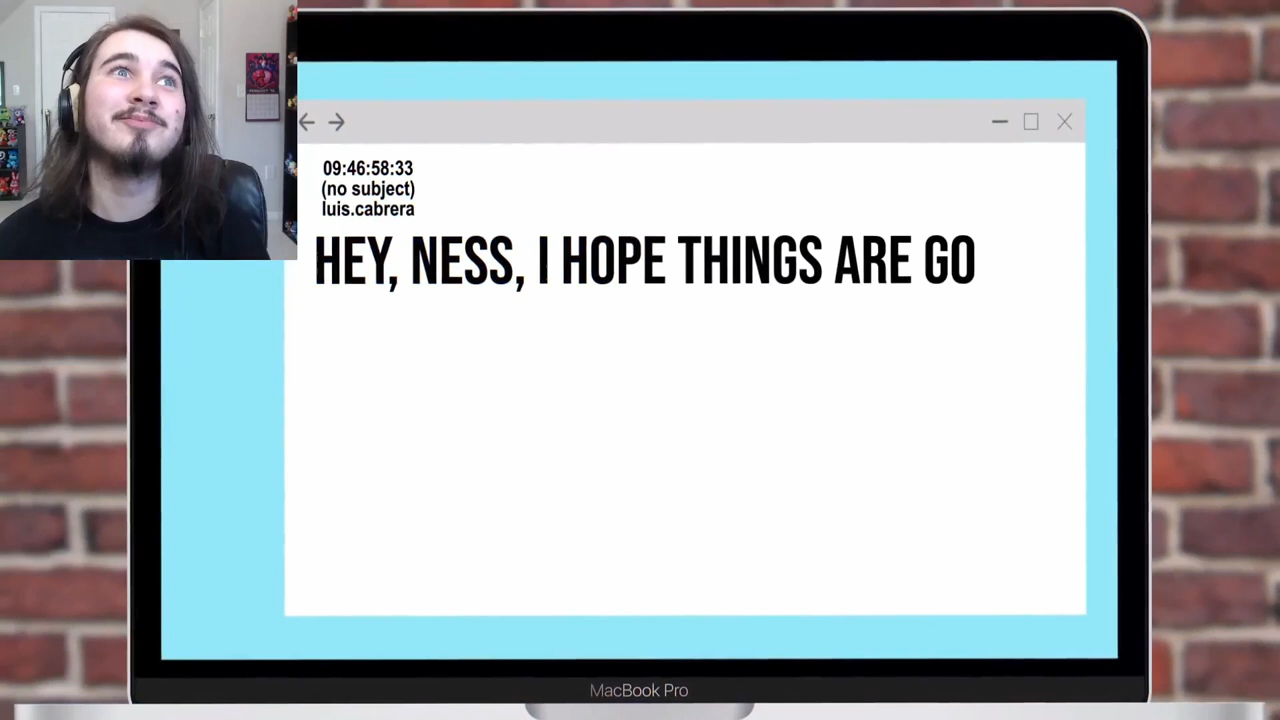 09:46:58:33
(no subject)
luis.cabrera
HEY, NESS, I HOPE THINGS ARE GO
MacBook Pro